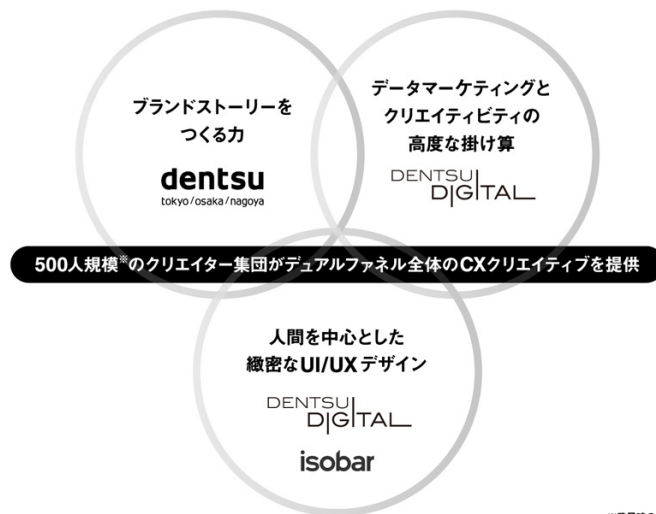 ブランドストーリーを
つくる力
dentsu
tokyo/osaka/nagoya
データマーケティングと
クリエイティビティの
高度な掛け算
DENTSU
DIGITAL
500人規模※のクリエイター集団がデュアルファネル全体のCXクリエイティブを提供
人間を中心とした
緻密なUI/UXデザイン
DENTSU
DIGITAL
isobar